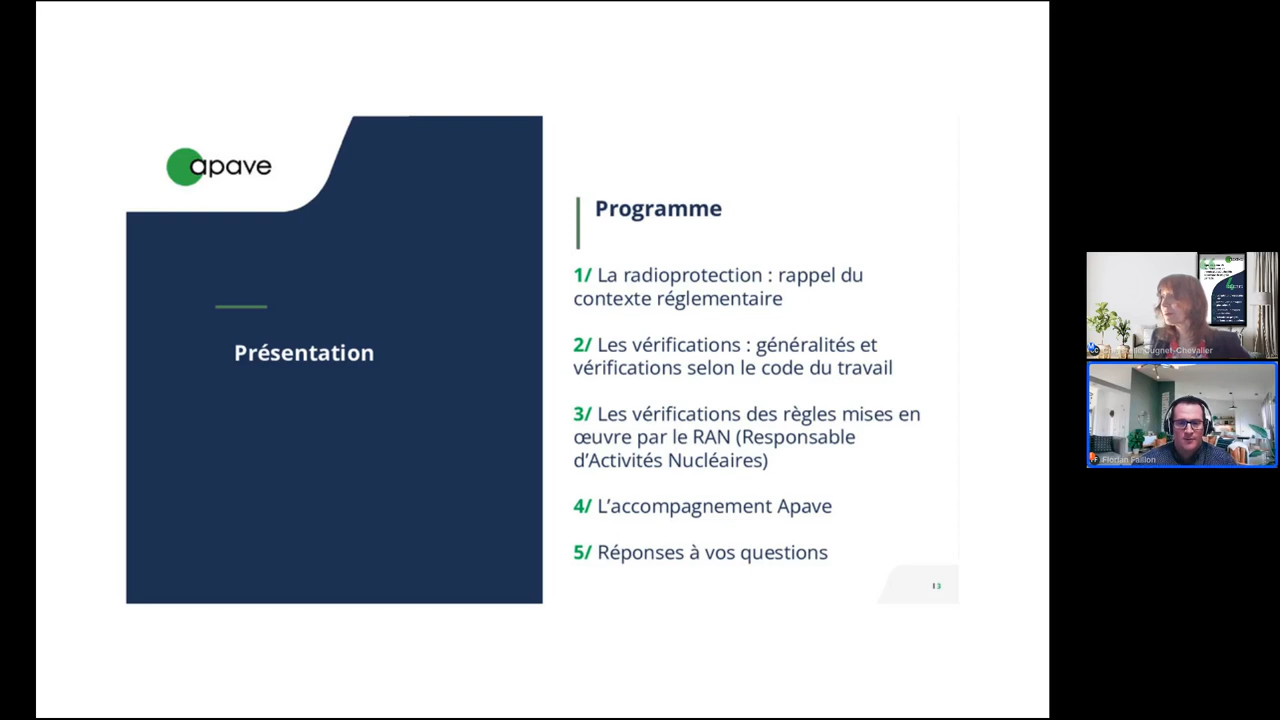 apave
Présentation
Programme
1/ La radioprotection : rappel du
contexte réglementaire
2/ Les vérifications : généralités et
vérifications selon le code du travail
3/ Les vérifications des règles mises en
œuvre par le RAN (Responsable
d'Activités Nucléaires)
4/ L'accompagnement Apave
5/ Réponses à vos questions
I 3
Florian Faillon